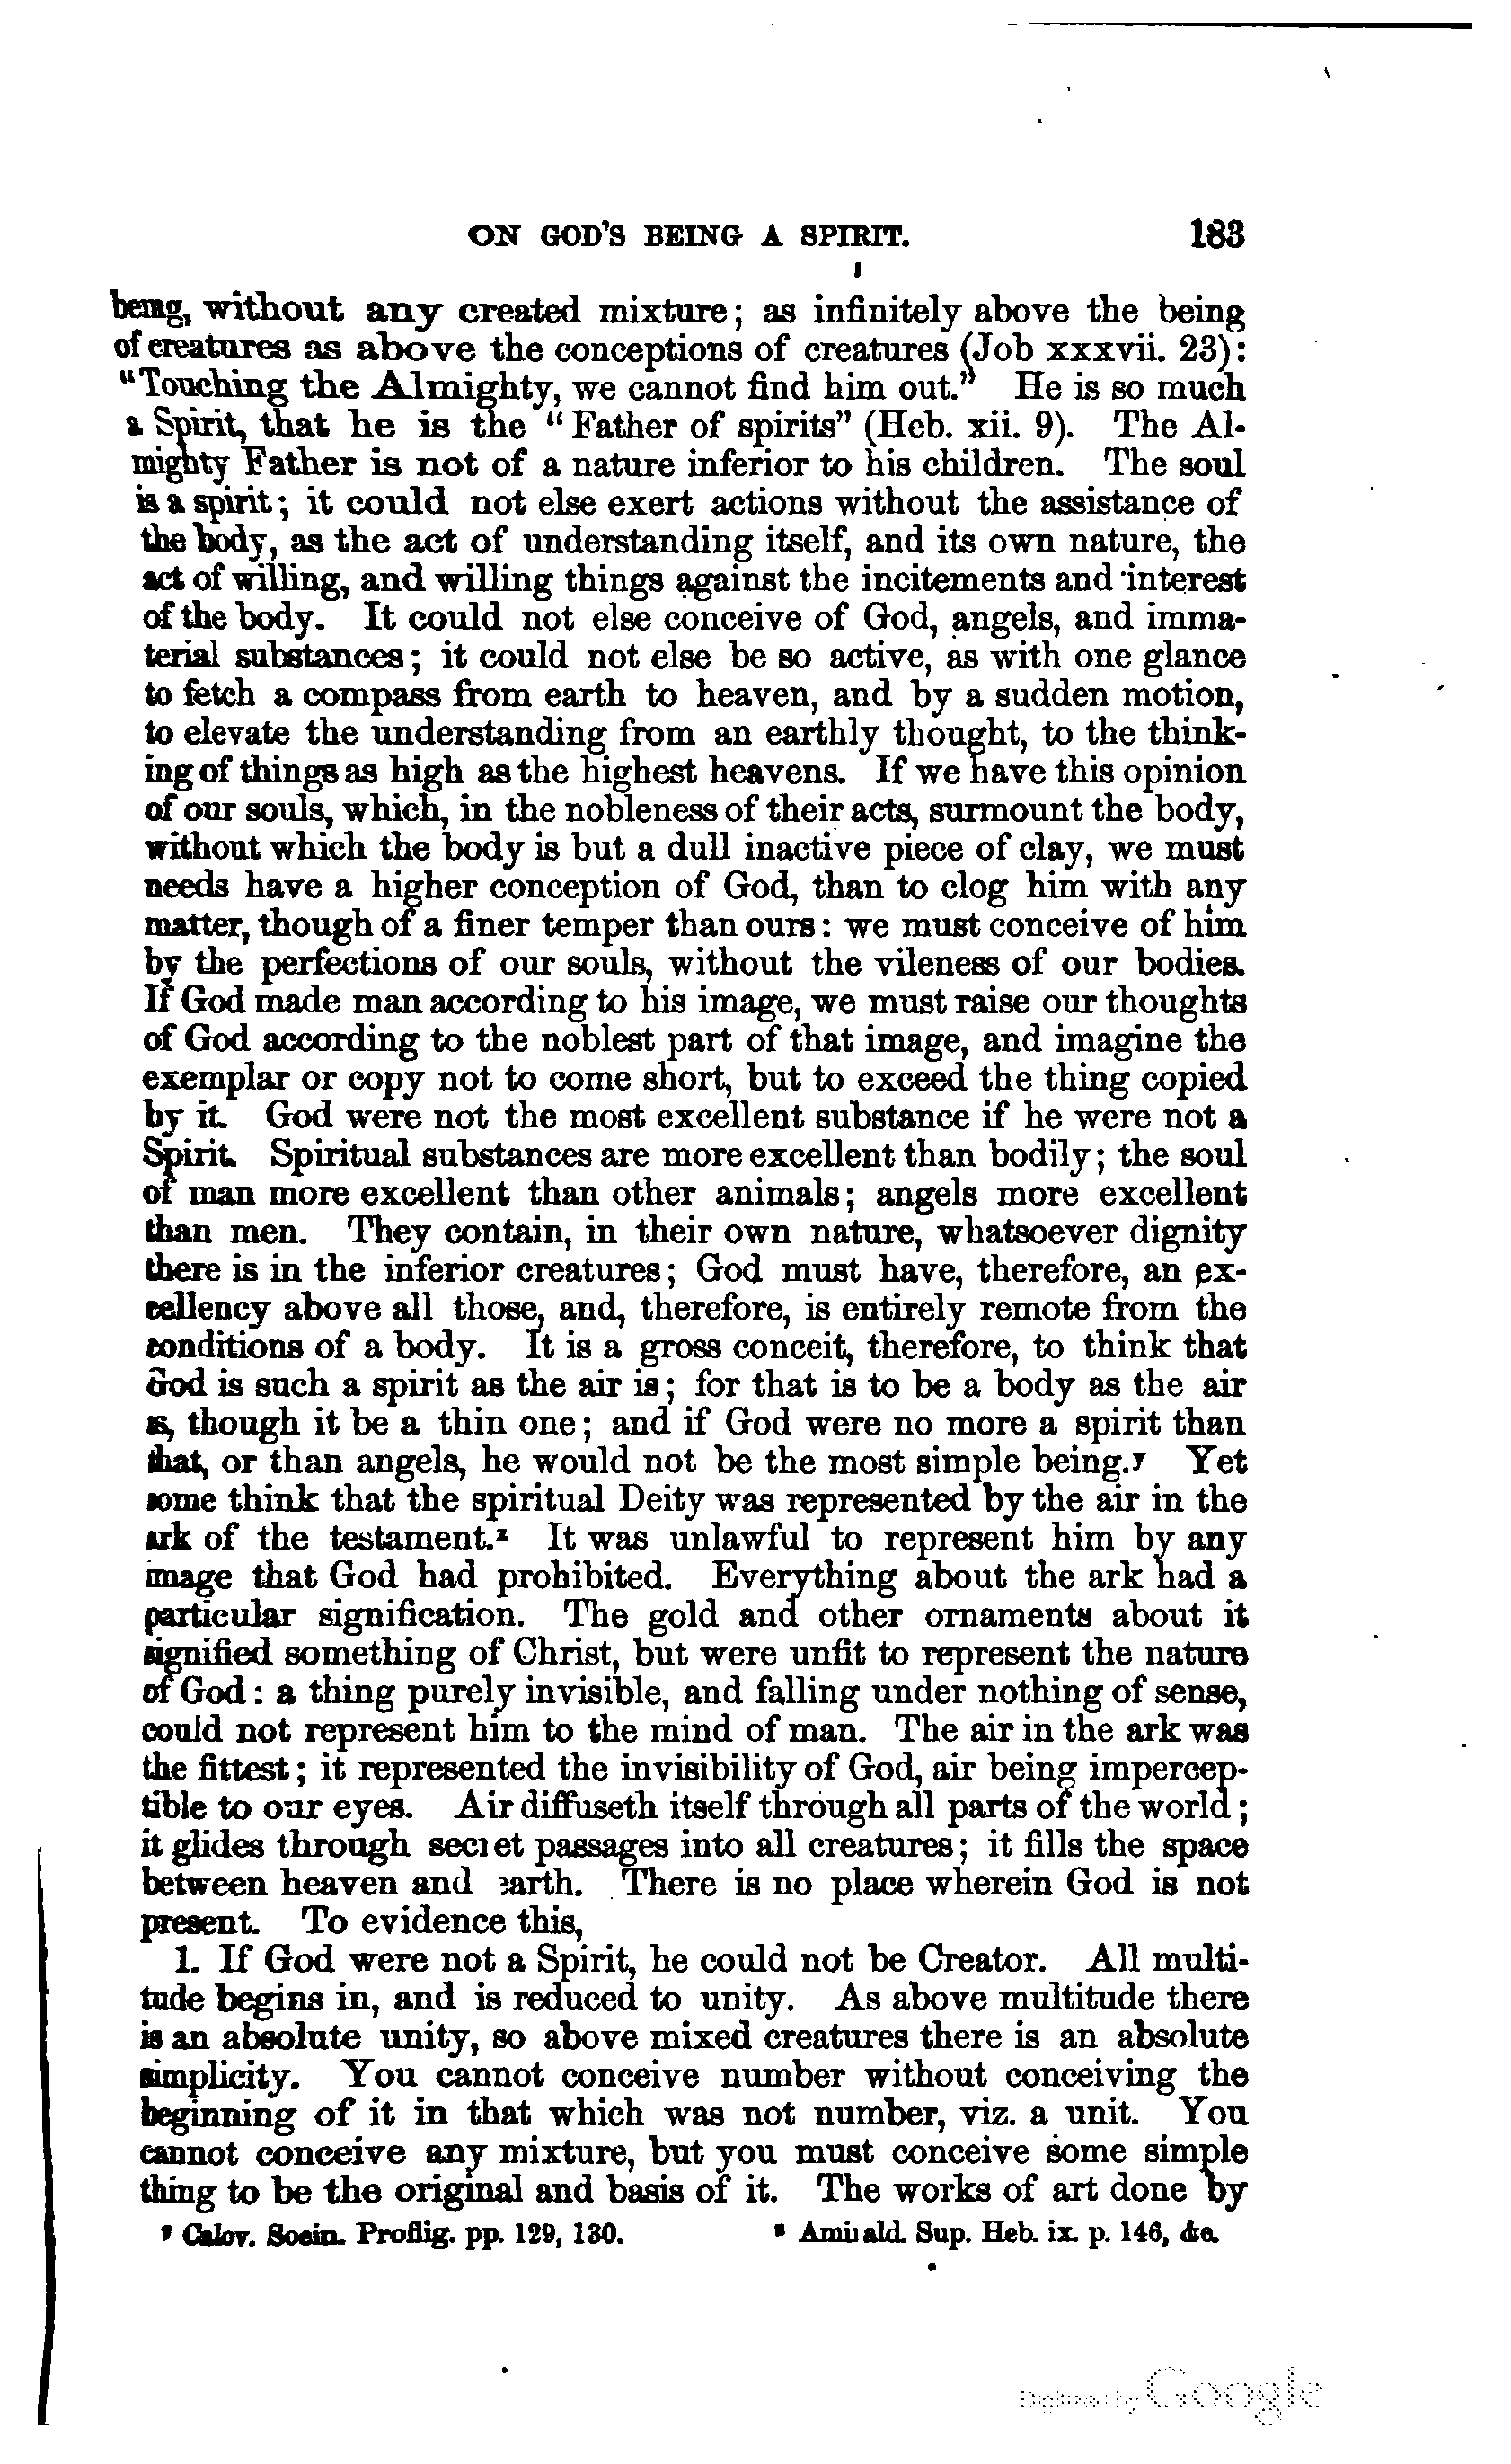 ON GOD'S BEING A SPIRIT. 183
being, without any created mixture; as infinitely above the being
of creatures as above the conceptions of creatures (Job xxxvii. 23):
"Touching the Almighty, we cannot find him out." He is so much
a Spirit, that he is the "Father of spirits" (Heb. xii. 9). The Al-
mighty Father is not of a nature inferior to his children. The soul
is a spirit; it could not else exert actions without the assistance of
the body, as the act of understanding itself, and its own nature, the
act of willing, and willing things against the incitements and interest
of the body. It could not else conceive of God, angels, and imma-
terial substances; it could not else be so active, as with one glance
to fetch a compass from earth to heaven, and by a sudden motion,
to elevate the understanding from an earthly thought, to the think-
ing of things as high as the highest heavens. If we have this opinion
of our souls, which, in the nobleness of their acts, surmount the body,
without which the body is but a dull inactive piece of clay, we must
needs have a higher conception of God, than to clog him with any
matter, though of a finer temper than ours: we must conceive of him
by the perfections of our souls, without the vileness of our bodies.
If God made man according to his image, we must raise our thoughts
of God according to the noblest part of that image, and imagine the
exemplar or copy not to come short, but to exceed the thing copied
by it. God were not the most excellent substance if he were not a
Spirit. Spiritual substances are more excellent than bodily; the soul
of man more excellent than other animals; angels more excellent
than men. They contain, in their own nature, whatsoever dignity
there is in the inferior creatures; God must have, therefore, an ex-
cellency above all those, and, therefore, is entirely remote from the
conditions of a body. It is a gross conceit, therefore, to think that
God is such a spirit as the air is; for that is to be a body as the air
is, though it be a thin one; and if God were no more a spirit than
that, or than angels, he would not be the most simple being.y Yet
some think that the spiritual Deity was represented by the air in the
ark of the testament.z It was unlawful to represent him by any
image that God had prohibited. Everything about the ark had a
particular signification. The gold and other ornaments about it
signified something of Christ, but were unfit to represent the nature
of God: a thing purely invisible, and falling under nothing of sense,
could not represent him to the mind of man. The air in the ark was
the fittest; it represented the invisibility of God, air being impercep-
tible to our eyes. Air diffuseth itself through all parts of the world;
it glides through secret passages into all creatures; it fills the space
between heaven and earth. There is no place wherein God is not
present. To evidence this,
1. If God were not a Spirit, he could not be Creator. All multi-
tude begins in, and is reduced to unity. As above multitude there
is an absolute unity, so above mixed creatures there is an absolute
simplicity. You cannot conceive number without conceiving the
beginning of it in that which was not number, viz. a unit. You
cannot conceive any mixture, but you must conceive some simple
thing to be the original and basis of it. The works of art done by
y Calov. Socin. Proflig. pp. 129, 130. z Amirald. Sup. Heb. ix. p. 146, &c.
Digitized by Google